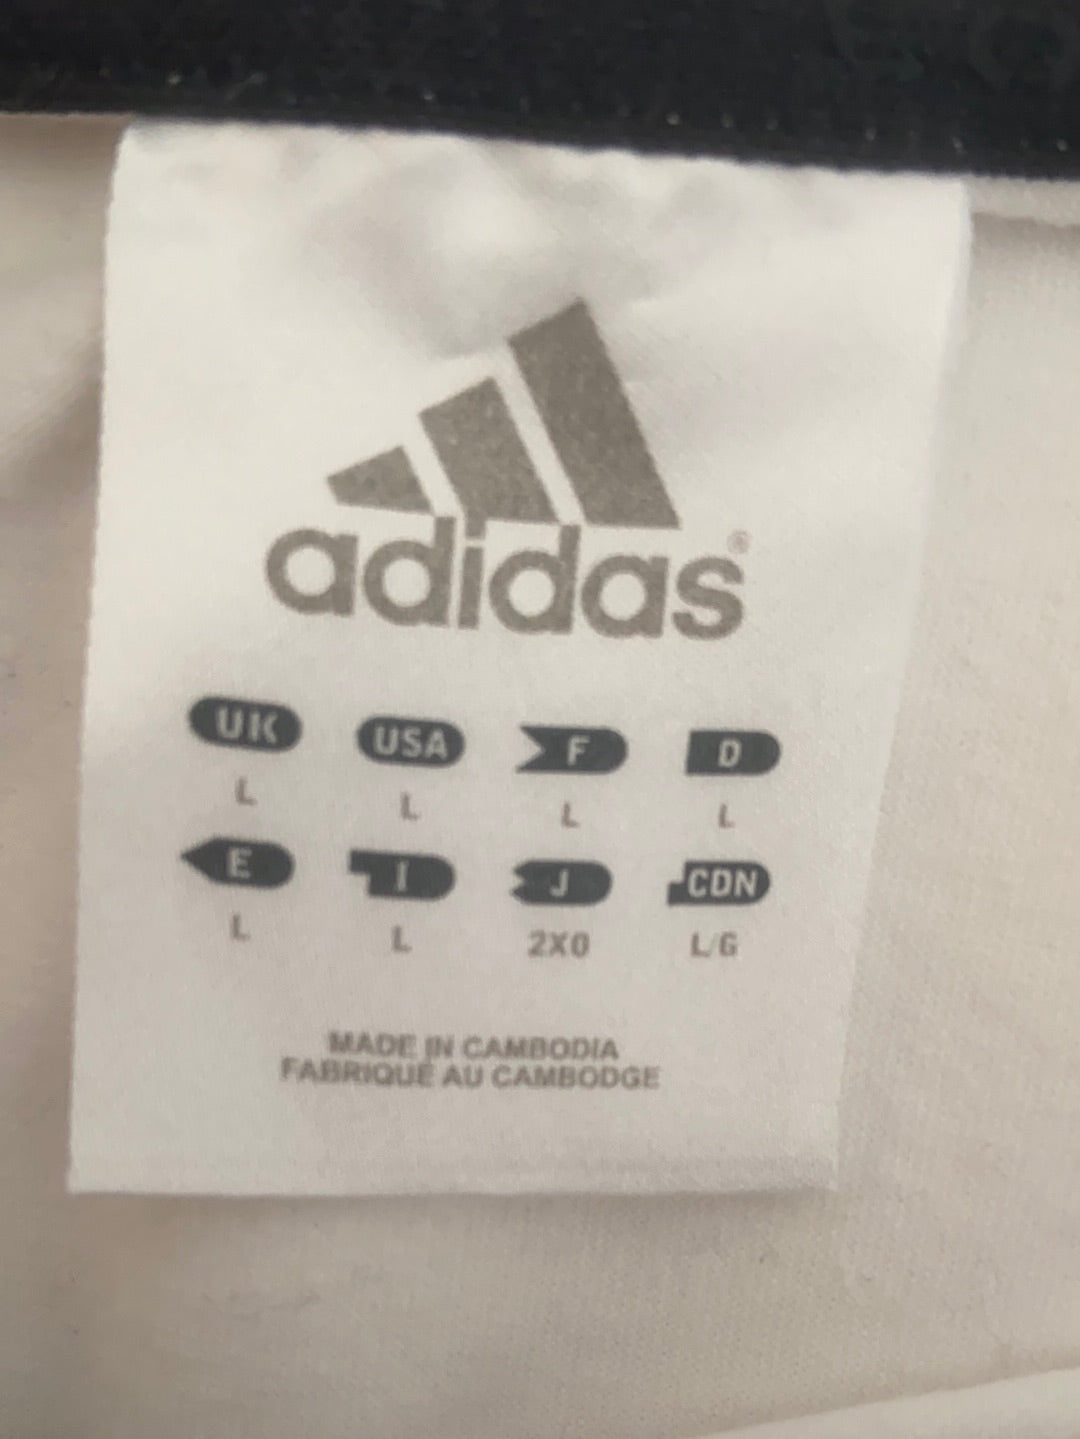 adidas®
UK USA F D
L L L L
E I J CDN
L L 2XO L/G
MADE IN CAMBODIA
FABRIQUÉ AU CAMBODGE